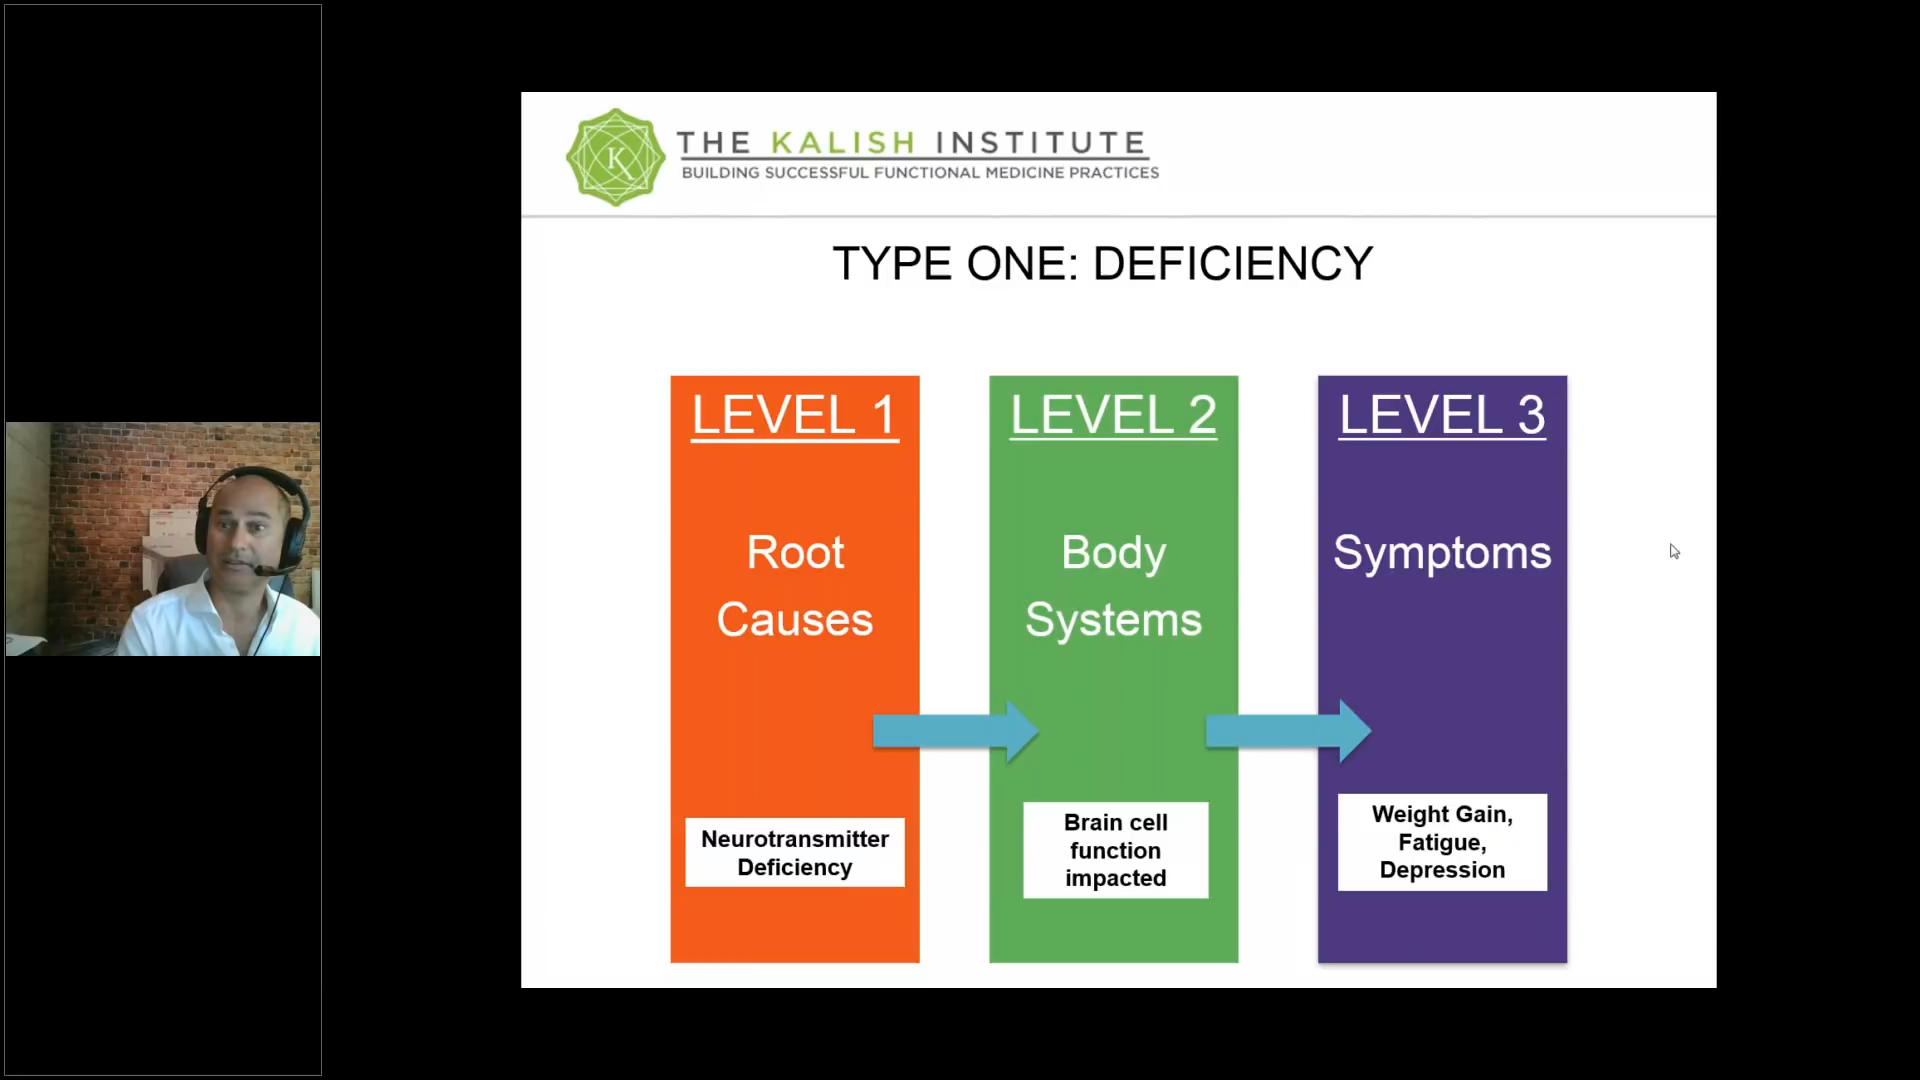 THE KALISH INSTITUTE
BUILDING SUCCESSFUL FUNCTIONAL MEDICINE PRACTICES
K
TYPE ONE: DEFICIENCY
LEVEL 1
Root
Causes
Neurotransmitter
Deficiency
LEVEL 2
Body
Systems
Brain cell
function
impacted
LEVEL 3
Symptoms
Weight Gain,
Fatigue,
Depression